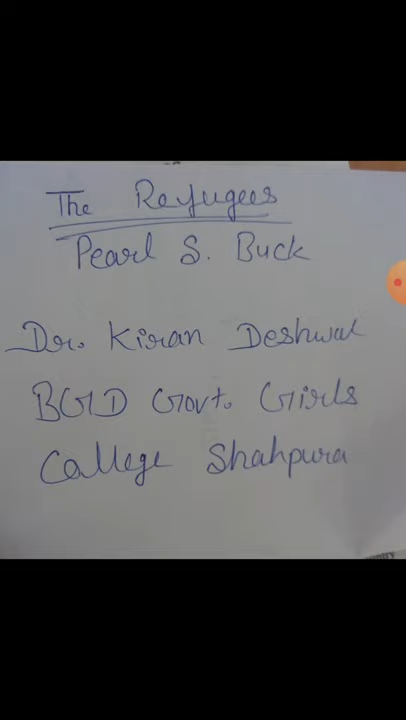 The Refugees
Pearl S. Buck
Dr. Kiran Deshwal
BGD Govt. Girls
College Shahpura